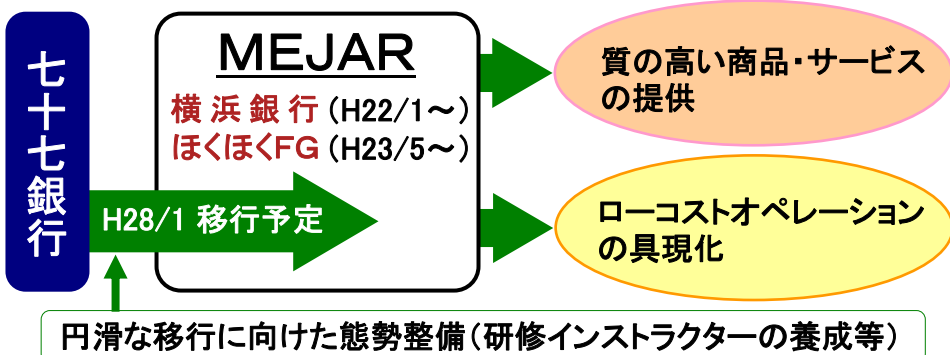 七十七銀行
MEJAR
横浜銀行(H22/1～)
ほくほくFG(H23/5～)
H28/1 移行予定
質の高い商品・サービス
の提供
ローコストオペレーション
の具現化
円滑な移行に向けた態勢整備(研修インストラクターの養成等)